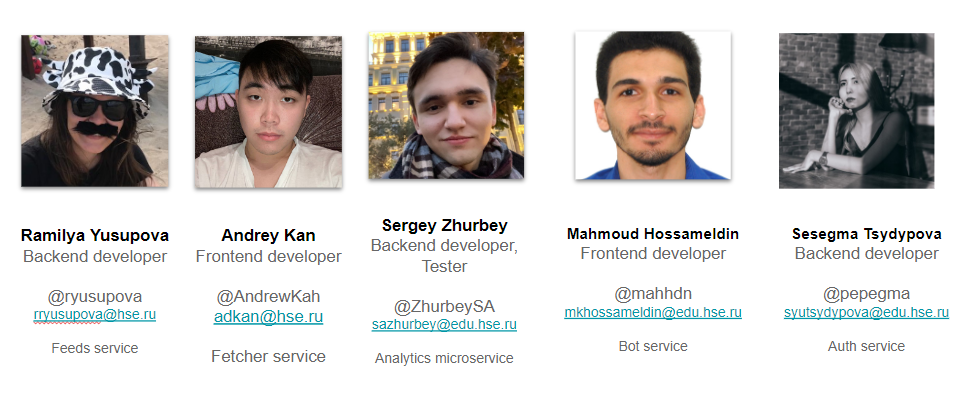 Ramilya Yusupova
Backend developer
@ryusupova
rryusupova@hse.ru
Feeds service
Andrey Kan
Frontend developer
@AndrewKah
adkan@hse.ru
Fetcher service
Sergey Zhurbey
Backend developer,
Tester
@ZhurbeySA
sazhurbey@edu.hse.ru
Analytics microservice
Mahmoud Hossameldin
Frontend developer
@mahhdn
mkhossameldin@edu.hse.ru
Bot service
Sesegma Tsydypova
Backend developer
@pepegma
syutsydypova@edu.hse.ru
Auth service